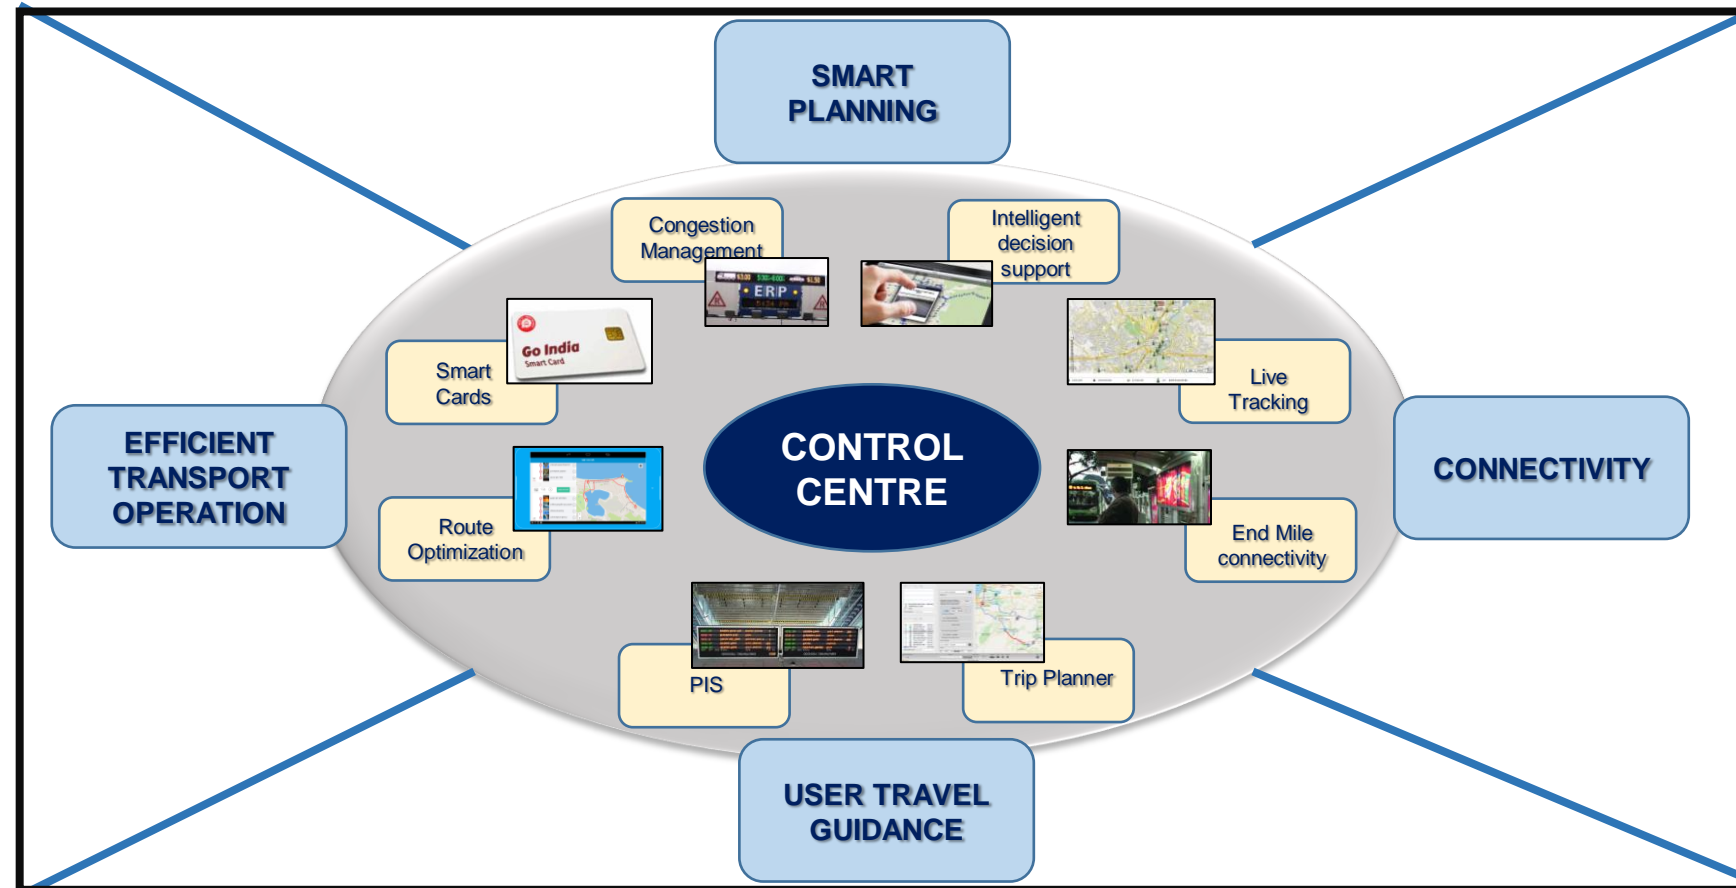 SMART
PLANNING
Congestion
Management
Intelligent
decision
support
ERP
Go India
Smart Card
Smart
Cards
Live
Tracking
EFFICIENT
TRANSPORT
OPERATION
CONTROL
CENTRE
CONNECTIVITY
Route
Optimization
End Mile
connectivity
PIS
Trip Planner
USER TRAVEL
GUIDANCE